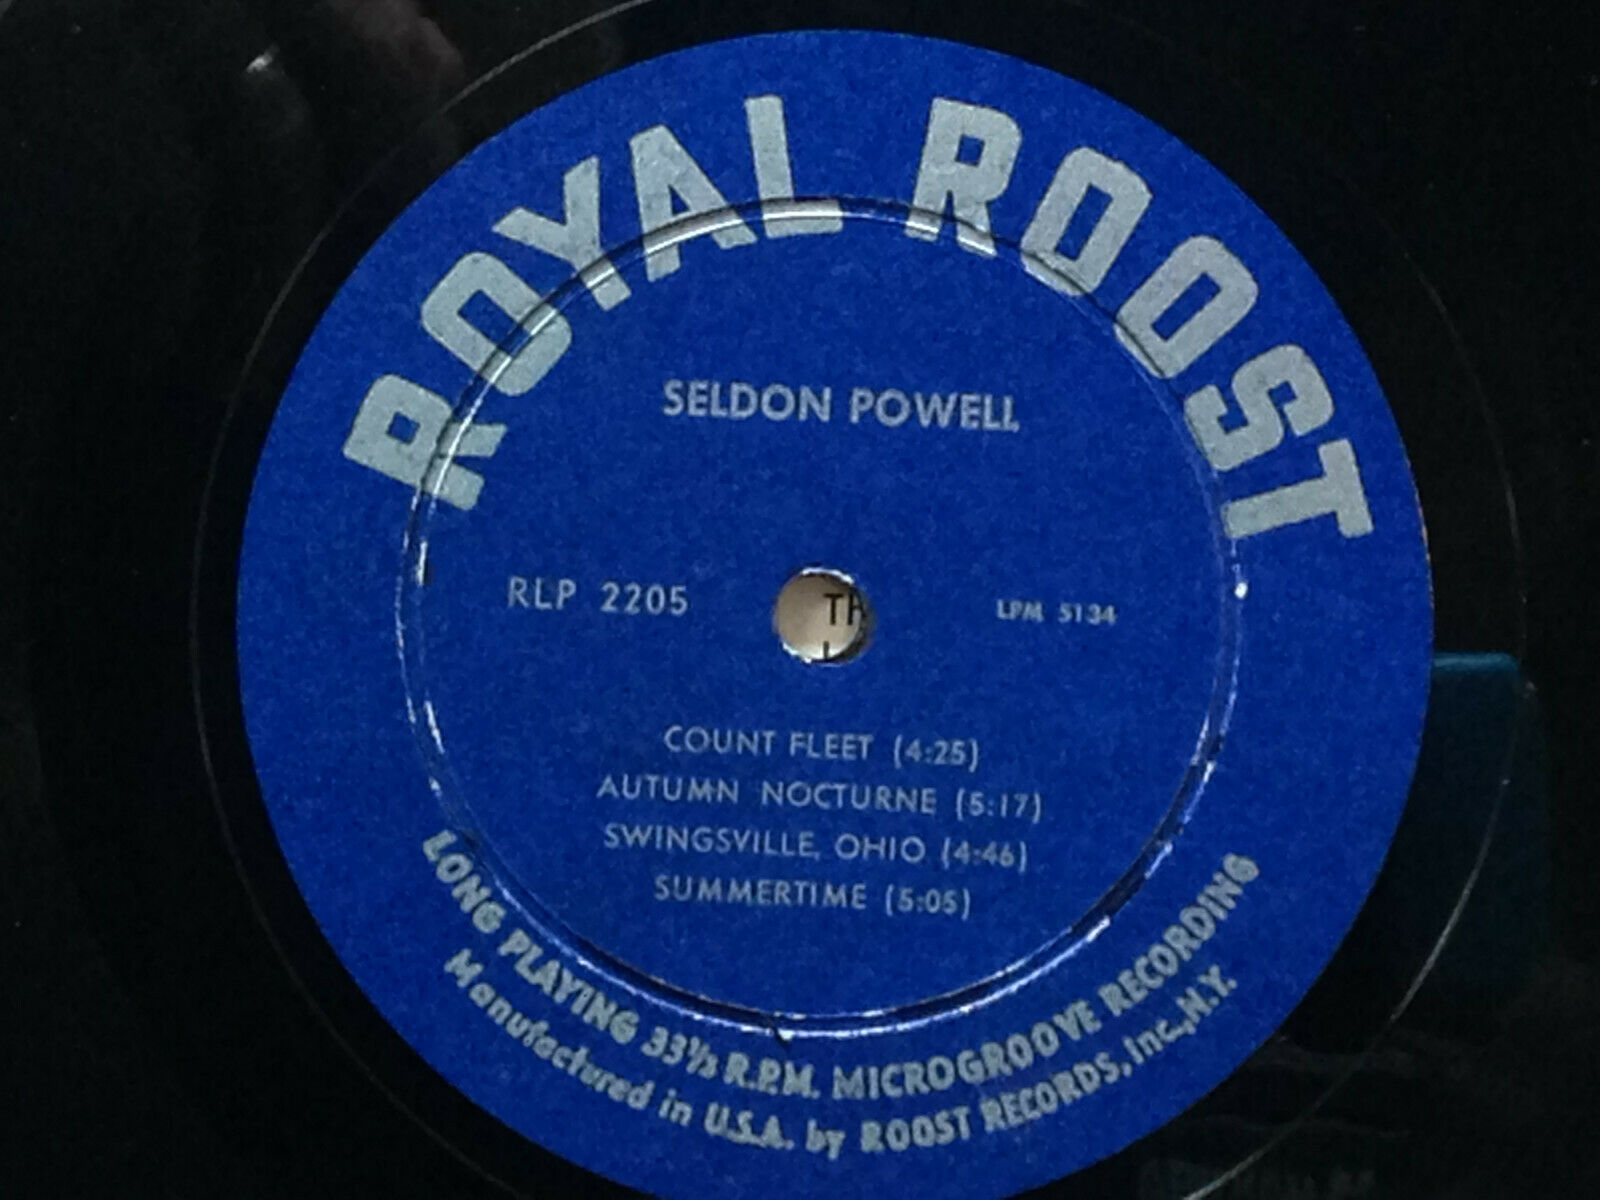 ROYAL ROOST
SELDON POWELL
RLP 2205
LPM 5134
TH
COUNT FLEET (4:25)
AUTUMN NOCTURNE (5:17)
SWINGSVILLE, OHIO (4:46)
SUMMERTIME (5:05)
LONG PLAYING 33⅓ R.P.M. MICROGROOVE RECORDING
Manufactured in U.S.A. by ROOST RECORDS, Inc., N.Y.